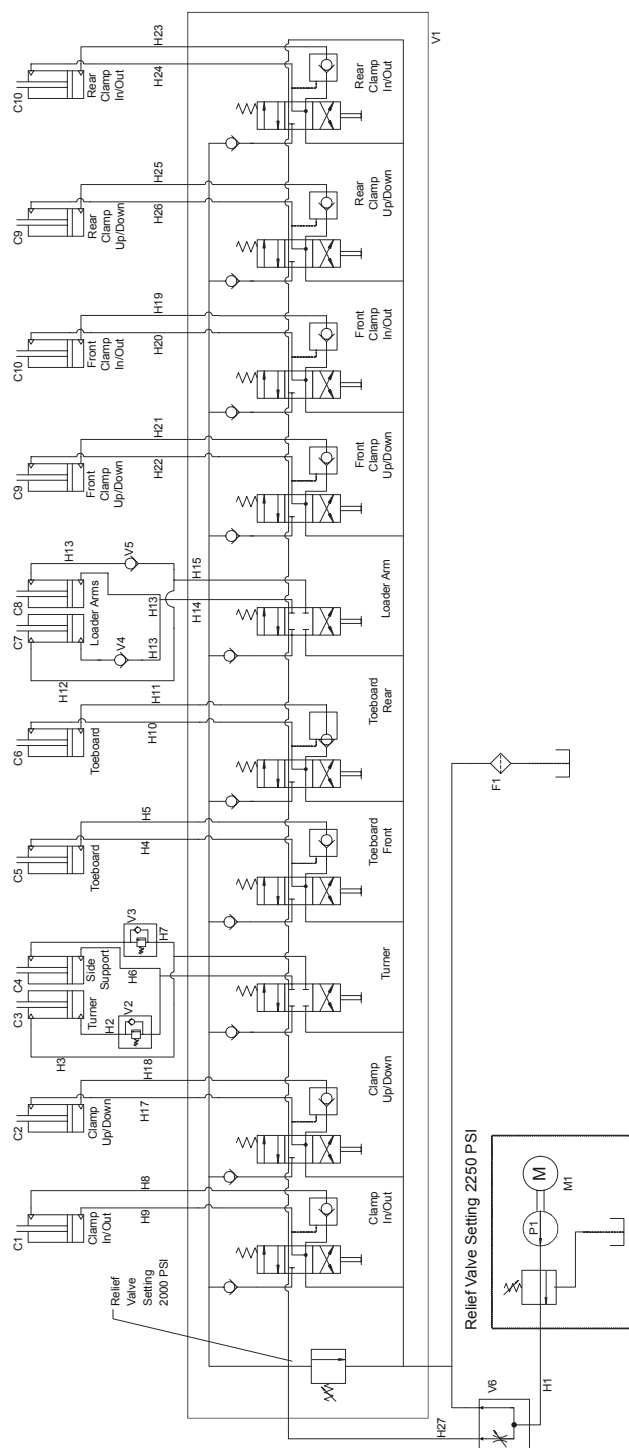 C10
Rear
Clamp
In/Out
H23
H24
Rear
Clamp
In/Out
V1
C9
Rear
Clamp
Up/Down
H25
H26
Rear
Clamp
Up/Down
C10
Front
Clamp
In/Out
H19
H20
Front
Clamp
In/Out
C9
Front
Clamp
Up/Down
H21
H22
Front
Clamp
Up/Down
C8
C7
Loader Arms
H13
V5
H13
V4
H13
H12
H15
H14
Loader Arm
C6
Toeboard
H11
H10
Toeboard
Rear
C5
Toeboard
H5
H4
Toeboard
Front
C4
C3
Side
Support
Turner
V3
H7
H6
V2
H2
H3
H18
Turner
C2
Clamp
Up/Down
H17
Clamp
Up/Down
C1
Clamp
In/Out
H8
H9
Clamp
In/Out
Relief
Valve
Setting
2000 PSI
F1
Relief Valve Setting 2250 PSI
M
M1
P1
V6
H1
H27